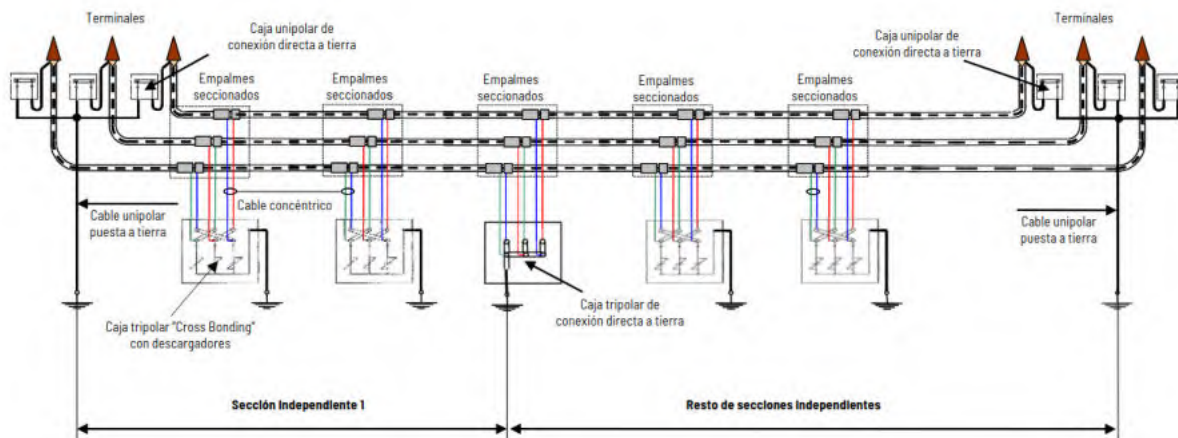 Terminales
Caja unipolar de
conexión directa a tierra
Caja unipolar de
conexión directa a tierra
Terminales
Empalmes
seccionados
Empalmes
seccionados
Empalmes
seccionados
Empalmes
seccionados
Empalmes
seccionados
Cable unipolar
puesta a tierra
Cable concéntrico
Cable unipolar
puesta a tierra
Caja tripolar "Cross Bonding"
con descargadores
Caja tripolar de
conexión directa a tierra
Sección Independiente 1
Resto de secciones independientes